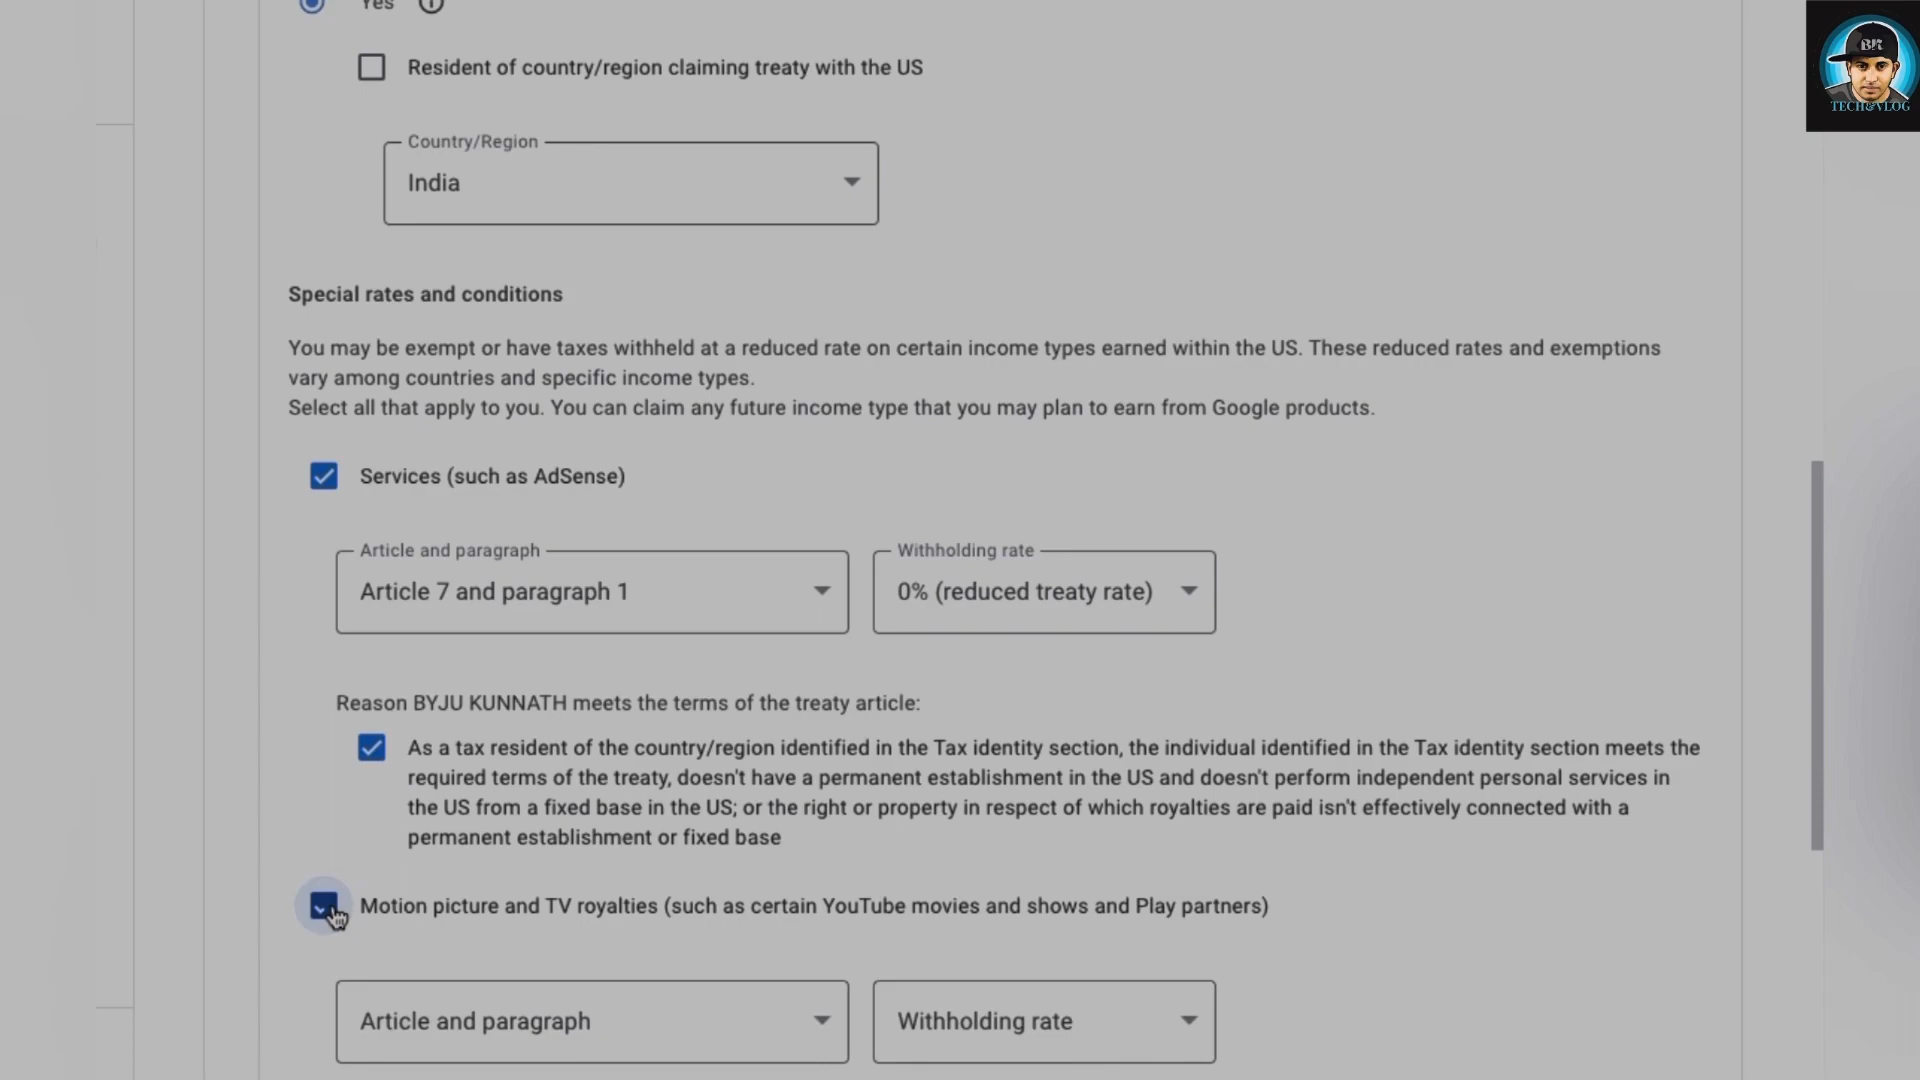 Yes
Resident of country/region claiming treaty with the US
Country/Region
India
Special rates and conditions
You may be exempt or have taxes withheld at a reduced rate on certain income types earned within the US. These reduced rates and exemptions
vary among countries and specific income types.
Select all that apply to you. You can claim any future income type that you may plan to earn from Google products.
Services (such as AdSense)
Article and paragraph
Withholding rate
Article 7 and paragraph 1
0% (reduced treaty rate)
Reason BYJU KUNNATH meets the terms of the treaty article:
As a tax resident of the country/region identified in the Tax identity section, the individual identified in the Tax identity section meets the
required terms of the treaty, doesn't have a permanent establishment in the US and doesn't perform independent personal services in
the US from a fixed base in the US; or the right or property in respect of which royalties are paid isn't effectively connected with a
permanent establishment or fixed base
Motion picture and TV royalties (such as certain YouTube movies and shows and Play partners)
Article and paragraph
Withholding rate
BK
TECH&VLOG